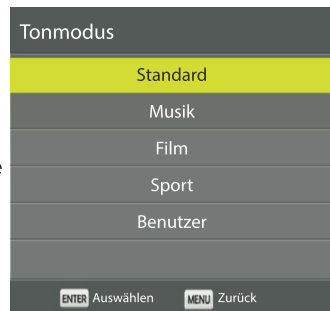 Tonmodus
Standard
Musik
Film
Sport
Benutzer
ENTER Auswählen MENU Zurück